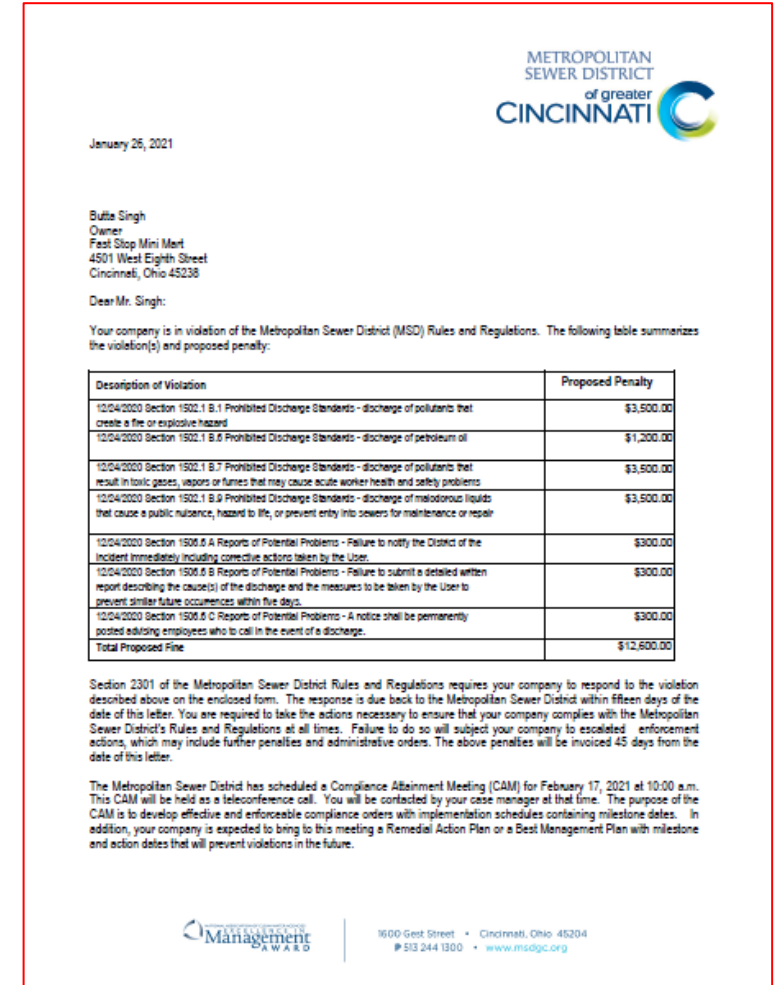 METROPOLITAN
SEWER DISTRICT
of greater
CINCINNATI
January 26, 2021
Butta Singh
Owner
Fast Stop Mini Mart
4501 West Eighth Street
Cincinnati, Ohio 45238
Dear Mr. Singh:
Your company is in violation of the Metropolitan Sewer District (MSD) Rules and Regulations. The following table summarizes
the violation(s) and proposed penalty:
Description of Violation Proposed Penalty
12/24/2020 Section 1502.1 B.1 Prohibited Discharge Standards - discharge of pollutants that $3,500.00
create a fire or explosive hazard
12/24/2020 Section 1502.1 B.6 Prohibited Discharge Standards - discharge of petroleum oil $1,200.00
12/24/2020 Section 1502.1 B.7 Prohibited Discharge Standards - discharge of pollutants that $3,500.00
result in toxic gases, vapors or fumes that may cause acute worker health and safety problems
12/24/2020 Section 1502.1 B.9 Prohibited Discharge Standards - discharge of malodorous liquids $3,500.00
that cause a public nuisance, hazard to life, or prevent entry into sewers for maintenance or repair
12/24/2020 Section 1506.6 A Reports of Potential Problems - Failure to notify the District of the $300.00
incident immediately including corrective actions taken by the User.
12/24/2020 Section 1506.6 B Reports of Potential Problems - Failure to submit a detailed written $300.00
report describing the cause(s) of the discharge and the measures to be taken by the User to
prevent similar future occurrences within five days.
12/24/2020 Section 1506.6 C Reports of Potential Problems - A notice shall be permanently $300.00
posted advising employees who to call in the event of a discharge.
Total Proposed Fine $12,600.00
Section 2301 of the Metropolitan Sewer District Rules and Regulations requires your company to respond to the violation
described above on the enclosed form. The response is due back to the Metropolitan Sewer District within fifteen days of the
date of this letter. You are required to take the actions necessary to ensure that your company complies with the Metropolitan
Sewer District's Rules and Regulations at all times. Failure to do so will subject your company to escalated enforcement
actions, which may include further penalties and administrative orders. The above penalties will be invoiced 45 days from the
date of this letter.
The Metropolitan Sewer District has scheduled a Compliance Attainment Meeting (CAM) for February 17, 2021 at 10:00 a.m.
This CAM will be held as a teleconference call. You will be contacted by your case manager at that time. The purpose of the
CAM is to develop effective and enforceable compliance orders with implementation schedules containing milestone dates. In
addition, your company is expected to bring to this meeting a Remedial Action Plan or a Best Management Plan with milestone
and action dates that will prevent violations in the future.
EXCELLENCE IN
Management
AWARD
1600 Gest Street • Cincinnati, Ohio 45204
P 513 244 1300 • www.msdgc.org